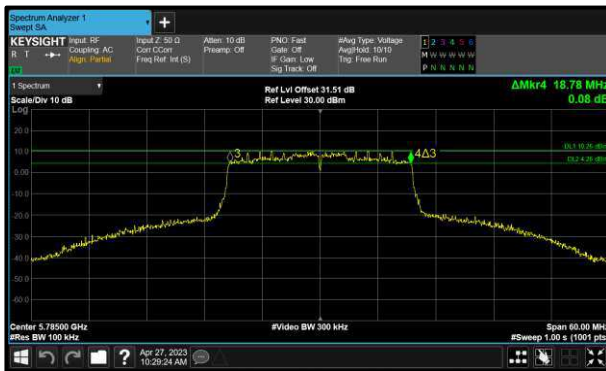 Spectrum Analyzer 1
Swept SA
+
KEYSIGHT
R T
Input: RF
Coupling: AC
Align: Partial
Input Z: 50 Ω
Corr CCorr
Freq Ref: Int (S)
Atten: 10 dB
Preamp: Off
PNO: Fast
Gate: Off
IF Gain: Low
Sig Track: Off
#Avg Type: Voltage
Avg|Hold: 10/10
Trig: Free Run
1 2 3 4 5 6
M W W W W W
P N N N N N
1 Spectrum
Scale/Div 10 dB
Log
Ref Lvl Offset 31.51 dB
Ref Level 30.00 dBm
ΔMkr4 18.78 MHz
0.08 dB
20.0
10.0
0.00
-10.0
-20.0
-30.0
-40.0
-50.0
-60.0
3
4Δ3
Center 5.78500 GHz
#Res BW 100 kHz
#Video BW 300 kHz
Span 60.00 MHz
#Sweep 1.00 s (1001 pts)
?
Apr 27, 2023
10:29:24 AM